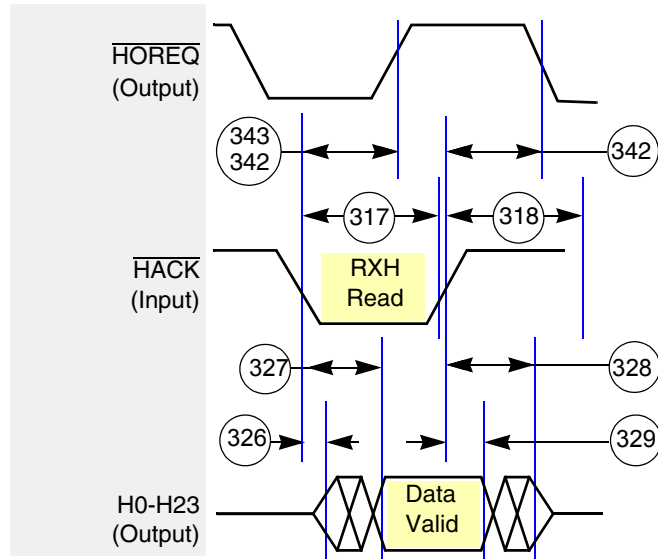 HOREQ
(Output)
343
342
342
317
318
HACK
(Input)
RXH
Read
327
328
326
329
H0-H23
(Output)
Data
Valid